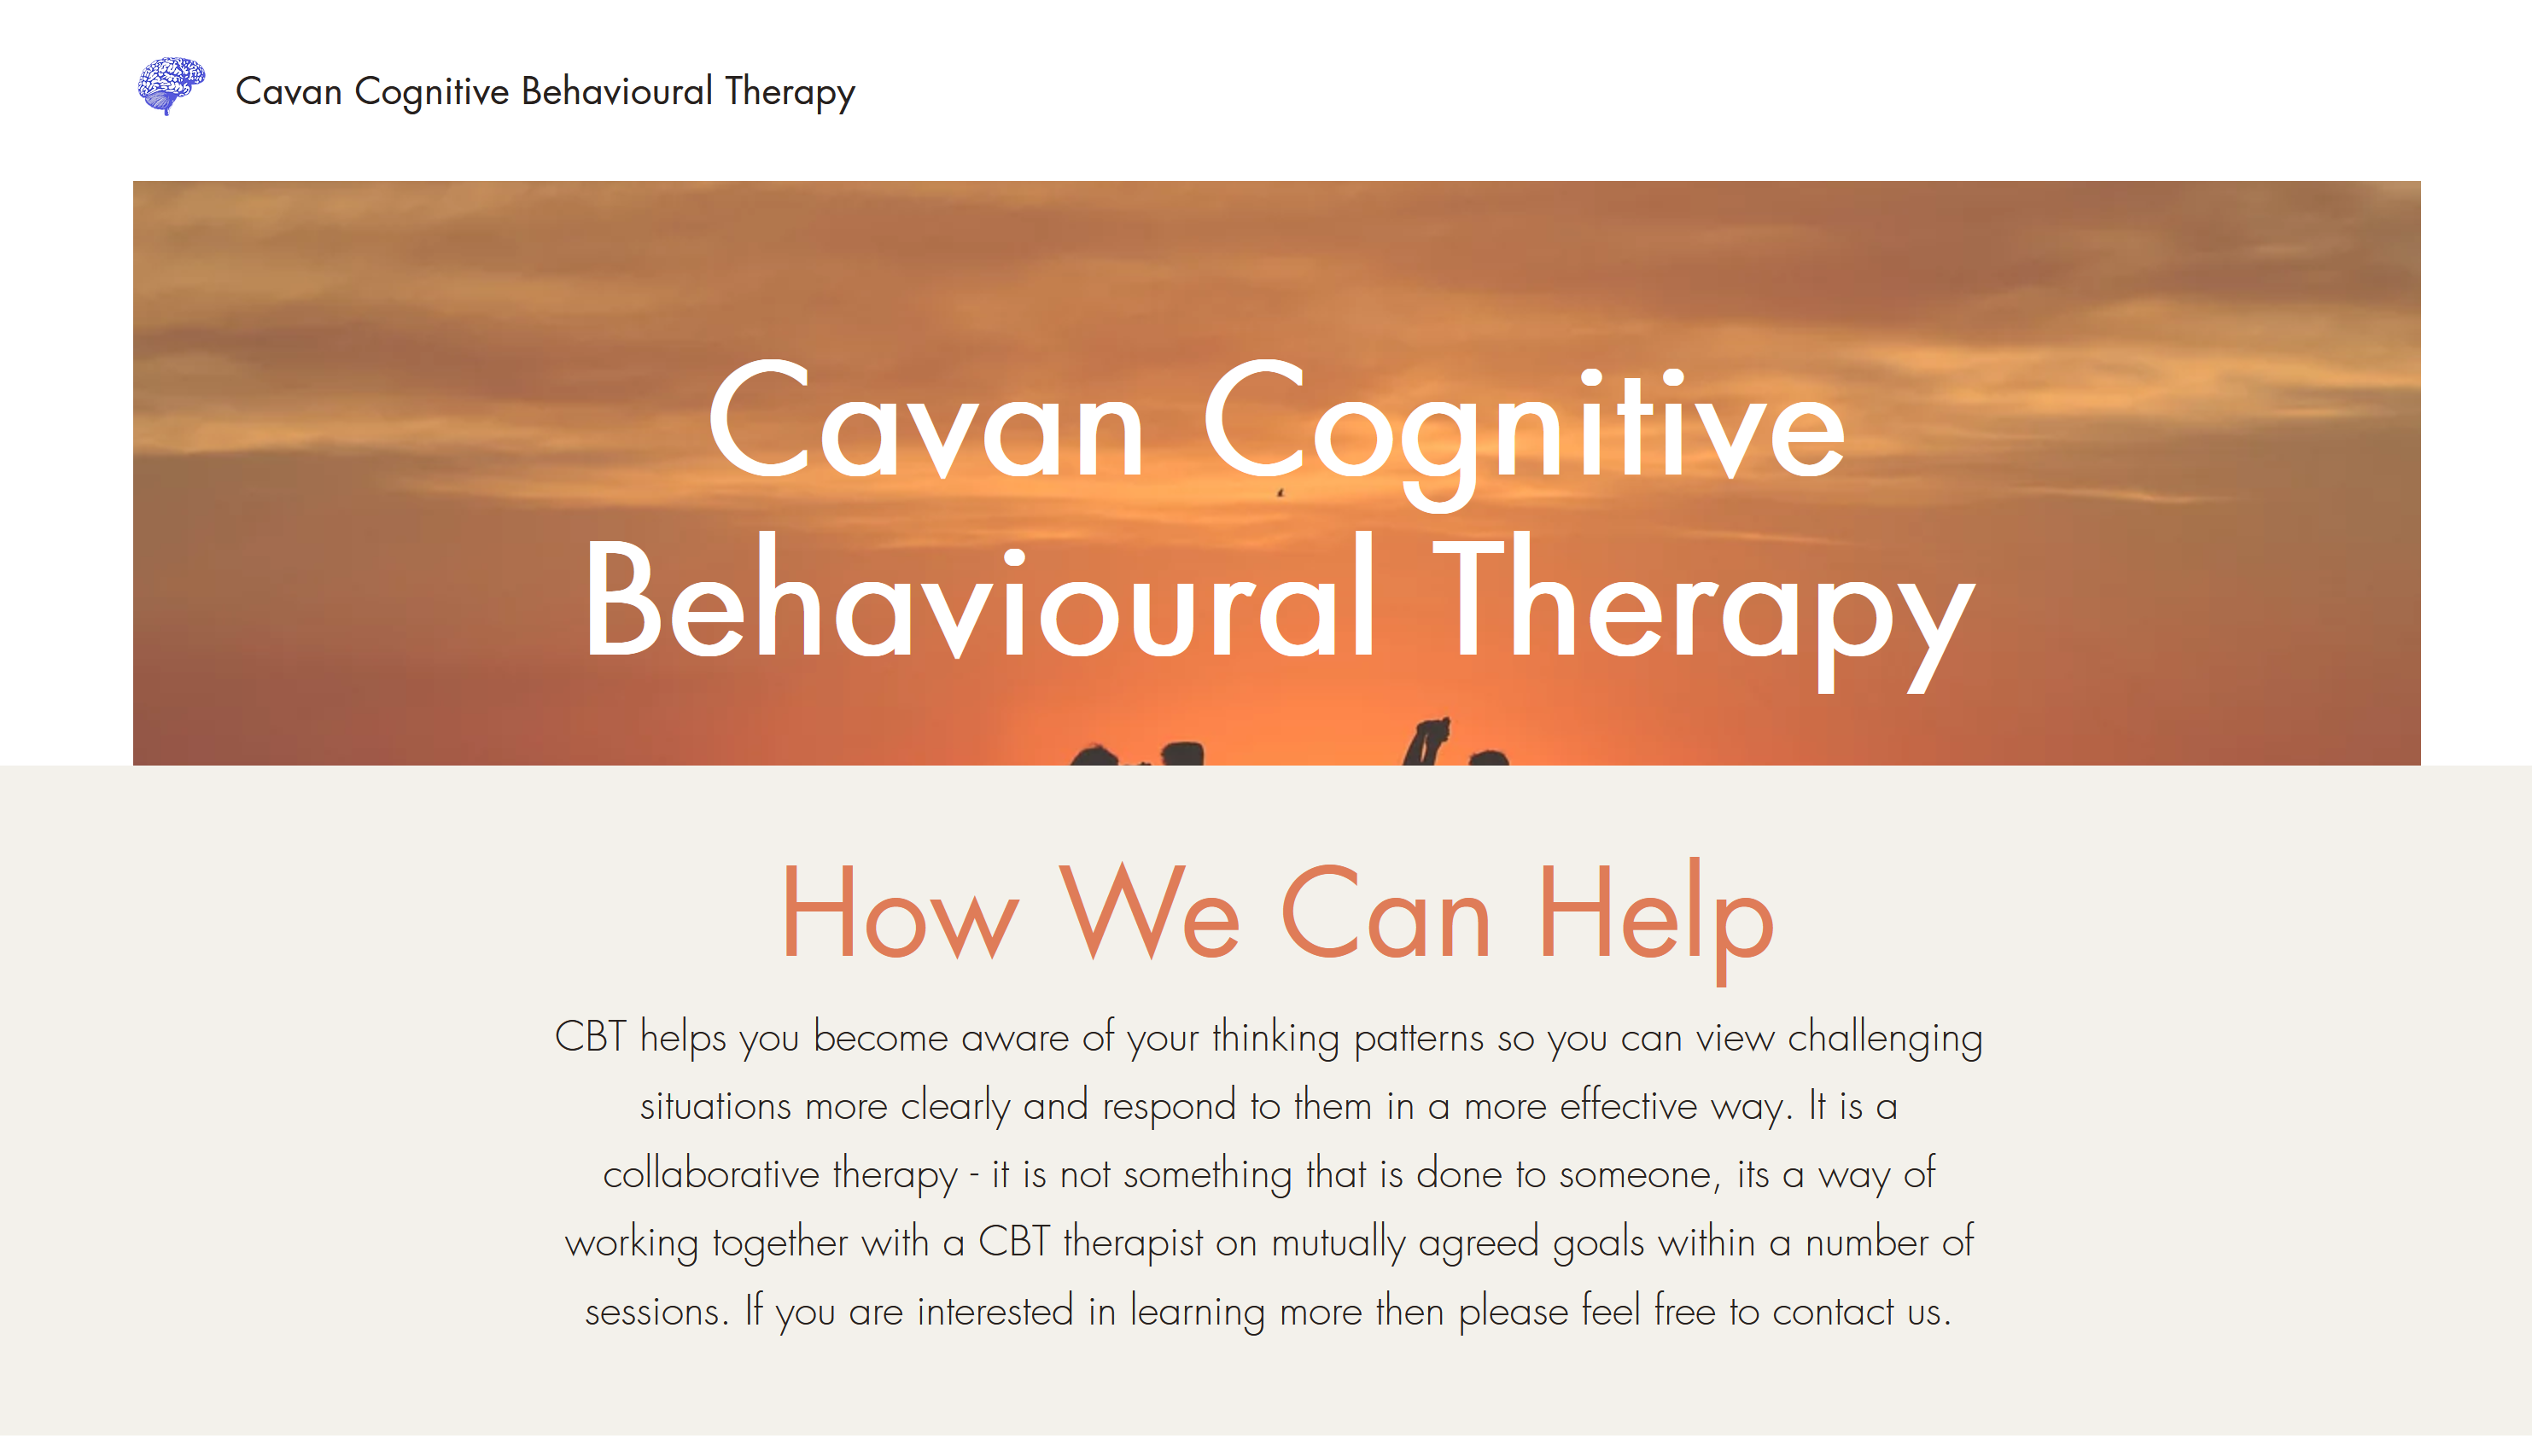 Cavan Cognitive Behavioural Therapy
Cavan Cognitive
Behavioural Therapy
How We Can Help
CBT helps you become aware of your thinking patterns so you can view challenging
situations more clearly and respond to them in a more effective way. It is a
collaborative therapy - it is not something that is done to someone, its a way of
working together with a CBT therapist on mutually agreed goals within a number of
sessions. If you are interested in learning more then please feel free to contact us.